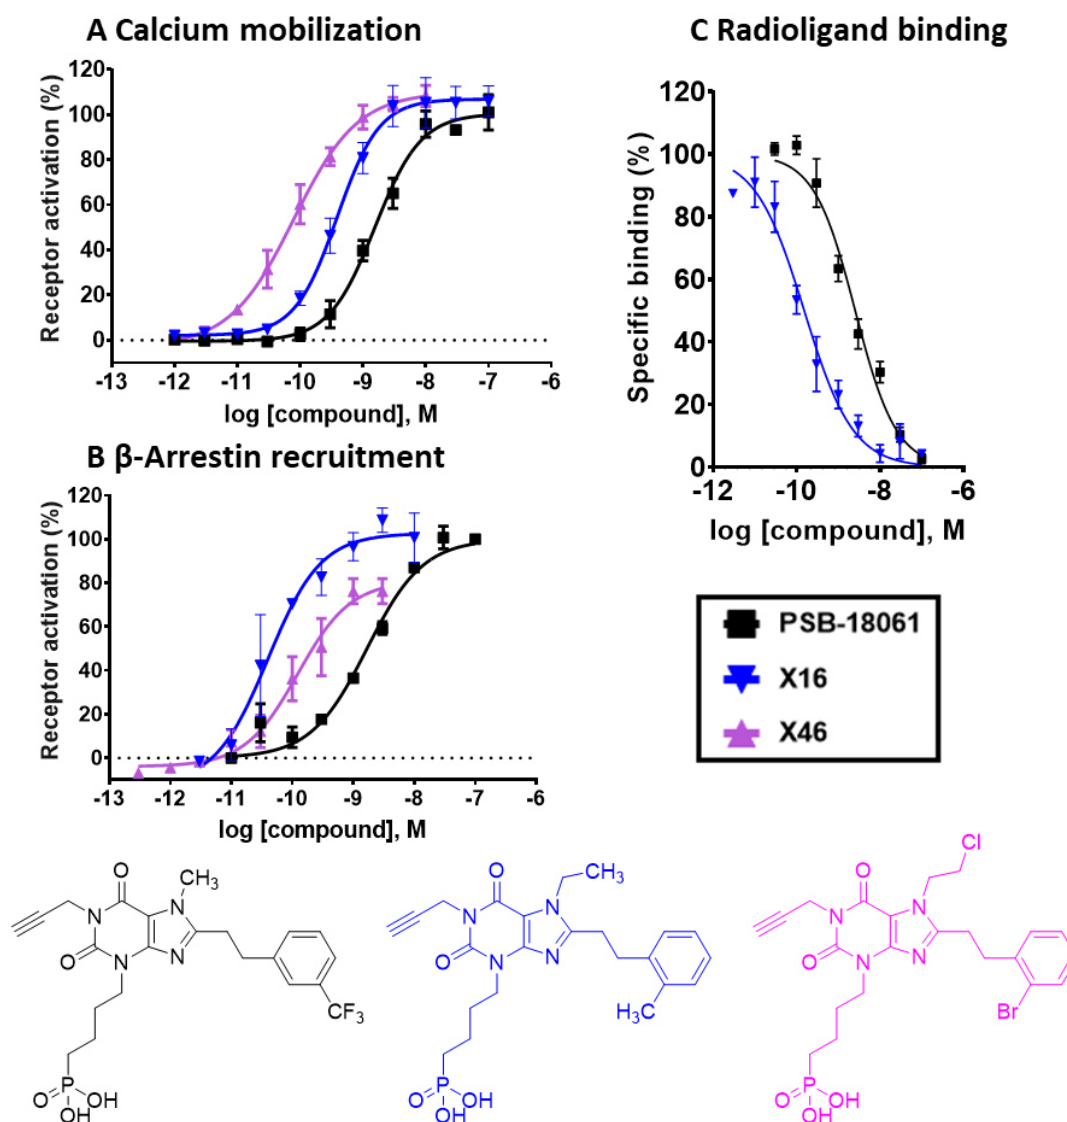 A Calcium mobilization
Receptor activation (%)
120
100
80
60
40
20
0
-13 -12 -11 -10 -9 -8 -7 -6
log [compound], M
B β-Arrestin recruitment
Receptor activation (%)
120
100
80
60
40
20
0
-13 -12 -11 -10 -9 -8 -7 -6
log [compound], M
C Radioligand binding
Specific binding (%)
120
100
80
60
40
20
0
-12 -10 -8 -6
log [compound], M
PSB-18061
X16
X46
O
CH₃
N
N
O
N
N
CF₃
O
P
OH
OH
O
CH₃
N
N
O
N
N
H₃C
O
P
OH
OH
Cl
O
N
N
O
N
N
Br
O
P
OH
OH